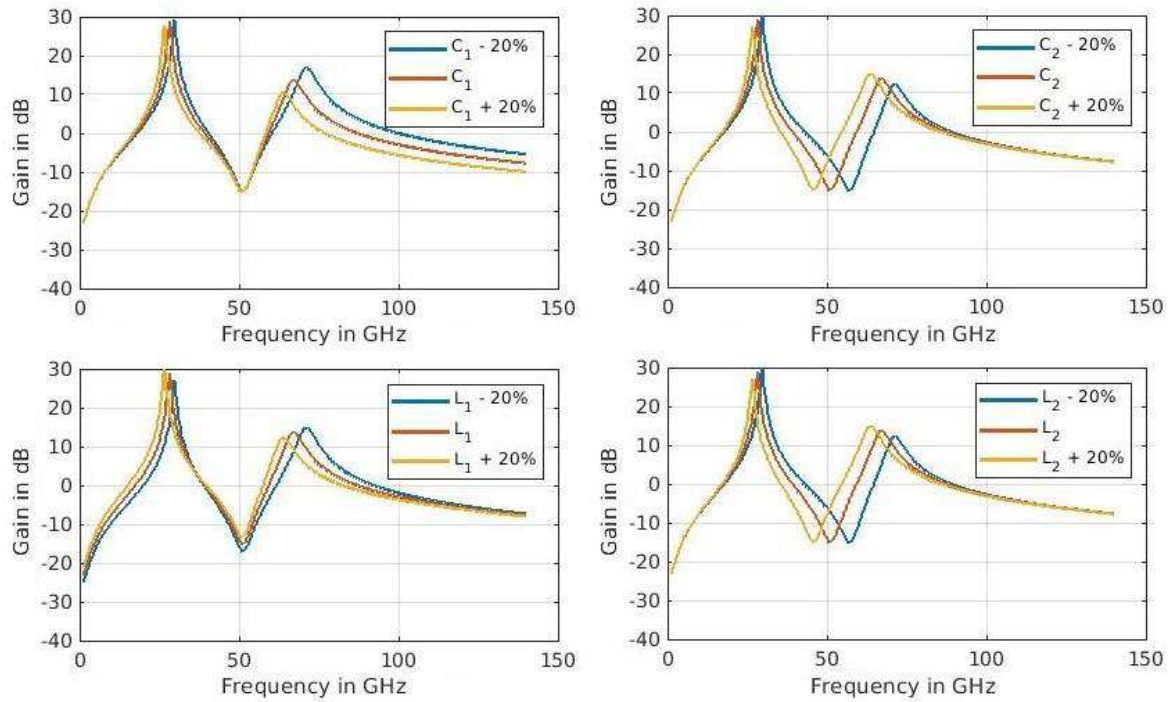 30
20
10
0
-10
-20
-30
-40
Gain in dB
C1 - 20%
C1
C1 + 20%
0 50 100 150
Frequency in GHz
30
20
10
0
-10
-20
-30
-40
Gain in dB
C2 - 20%
C2
C2 + 20%
0 50 100 150
Frequency in GHz
30
20
10
0
-10
-20
-30
-40
Gain in dB
L1 - 20%
L1
L1 + 20%
0 50 100 150
Frequency in GHz
30
20
10
0
-10
-20
-30
-40
Gain in dB
L2 - 20%
L2
L2 + 20%
0 50 100 150
Frequency in GHz